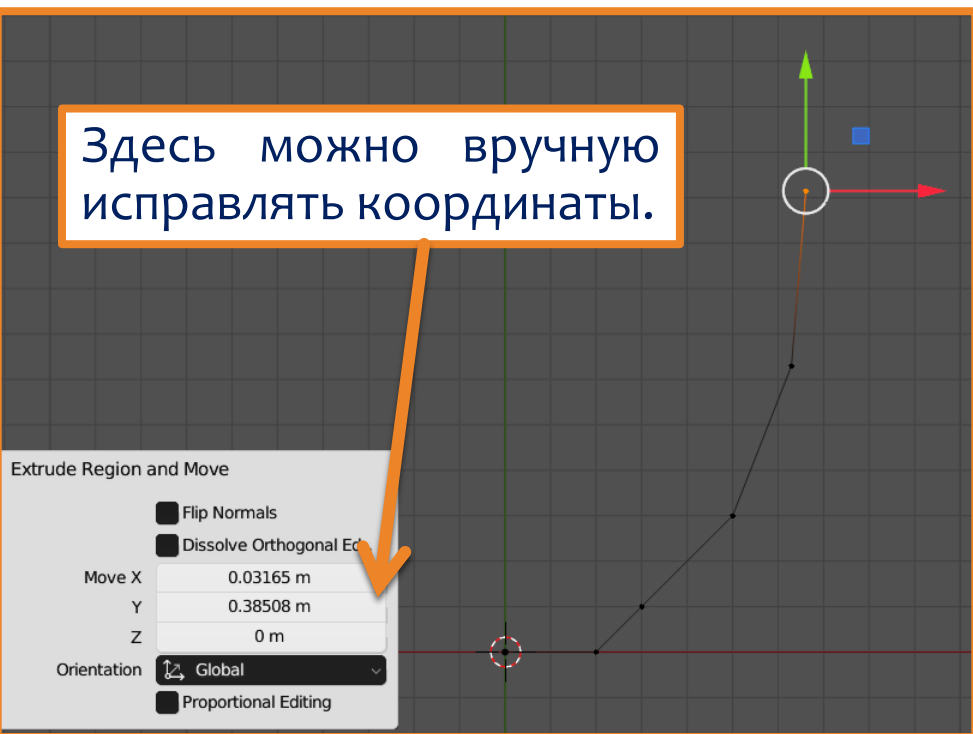 Здесь можно вручную
исправлять координаты.
Extrude Region and Move
Flip Normals
Dissolve Orthogonal Ed
Move X 0.03165 m
Y 0.38508 m
Z 0 m
Orientation Global
Proportional Editing